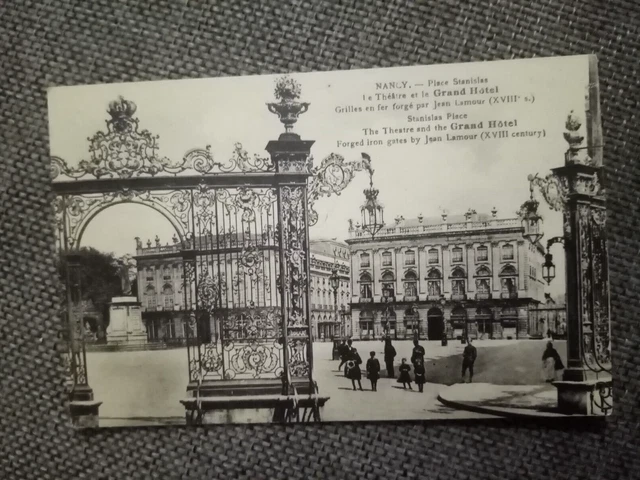 NANCY. — Place Stanislas
Le Théâtre et le Grand Hôtel
Grilles en fer forgé par Jean Lamour (XVIIIᵉ s.)
Stanislas Place
The Theatre and the Grand Hôtel
Forged iron gates by Jean Lamour (XVIII century)